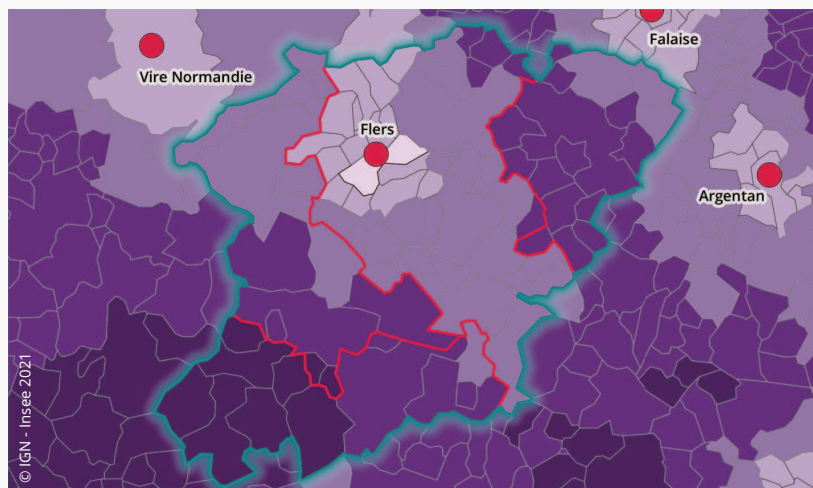 Falaise
Vire Normandie
Flers
Argentan
© IGN - Insee 2021